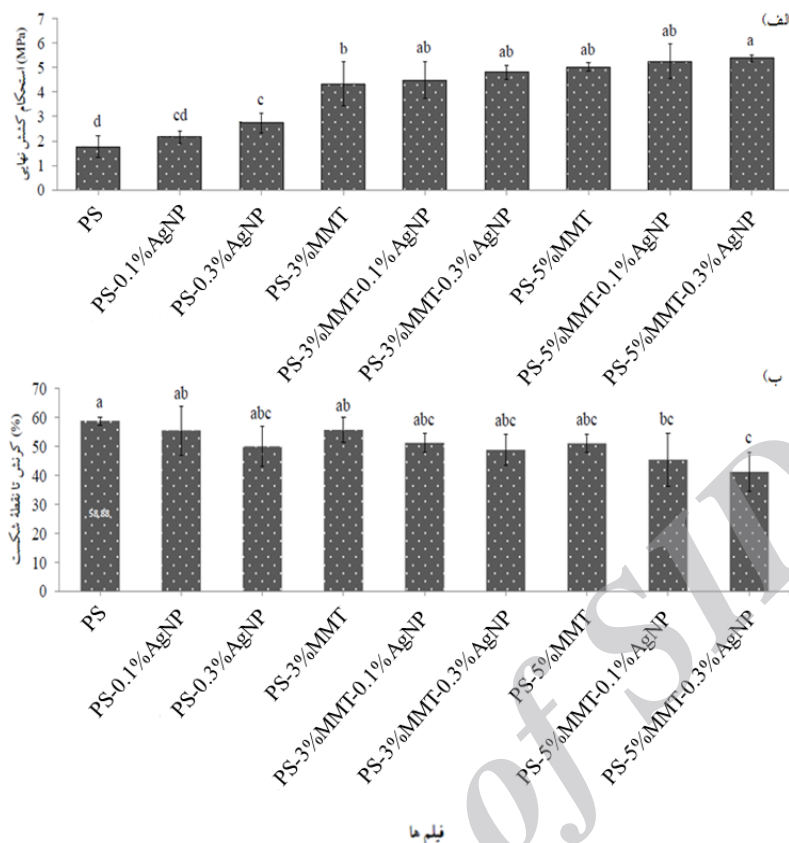 الف)
استحکام کششی نهایی (MPa)
7
6
5
4
3
2
1
0
d
cd
c
b
ab
ab
ab
ab
a
PS
PS-0.1%AgNP
PS-0.3%AgNP
PS-3%MMT
PS-3%MMT-0.1%AgNP
PS-3%MMT-0.3%AgNP
PS-5%MMT
PS-5%MMT-0.1%AgNP
PS-5%MMT-0.3%AgNP
ب)
کرنش تا نقطهٔ شکست (%)
70
60
50
40
30
20
10
0
a
ab
abc
ab
abc
abc
abc
bc
c
58,88,
PS
PS-0.1%AgNP
PS-0.3%AgNP
PS-3%MMT
PS-3%MMT-0.1%AgNP
PS-3%MMT-0.3%AgNP
PS-5%MMT
PS-5%MMT-0.1%AgNP
PS-5%MMT-0.3%AgNP
فیلم ها
of SID